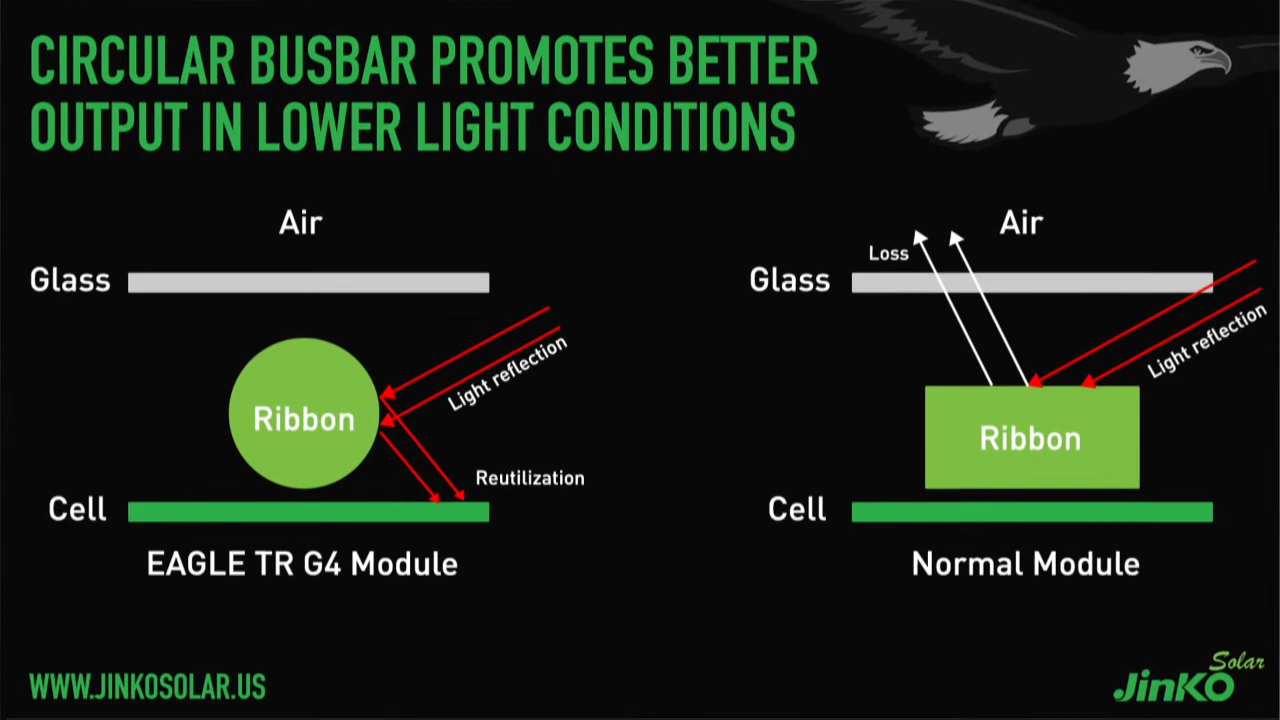 CIRCULAR BUSBAR PROMOTES BETTER
OUTPUT IN LOWER LIGHT CONDITIONS
Air
Glass
Light reflection
Ribbon
Reutilization
Cell
EAGLE TR G4 Module
Air
Loss
Glass
Light reflection
Ribbon
Cell
Normal Module
WWW.JINKOSOLAR.US
Solar
JinKO